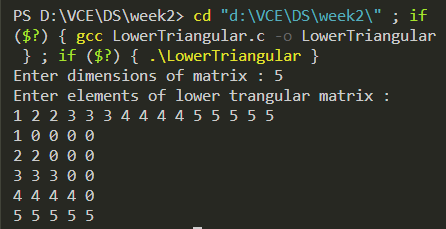 PS D:\VCE\DS\week2> cd "d:\VCE\DS\week2\" ; if
($?) { gcc LowerTriangular.c -o LowerTriangular
} ; if ($?) { .\LowerTriangular }
Enter dimensions of matrix : 5
Enter elements of lower trangular matrix :
1 2 2 3 3 3 4 4 4 4 5 5 5 5 5
1 0 0 0 0
2 2 0 0 0
3 3 3 0 0
4 4 4 4 0
5 5 5 5 5